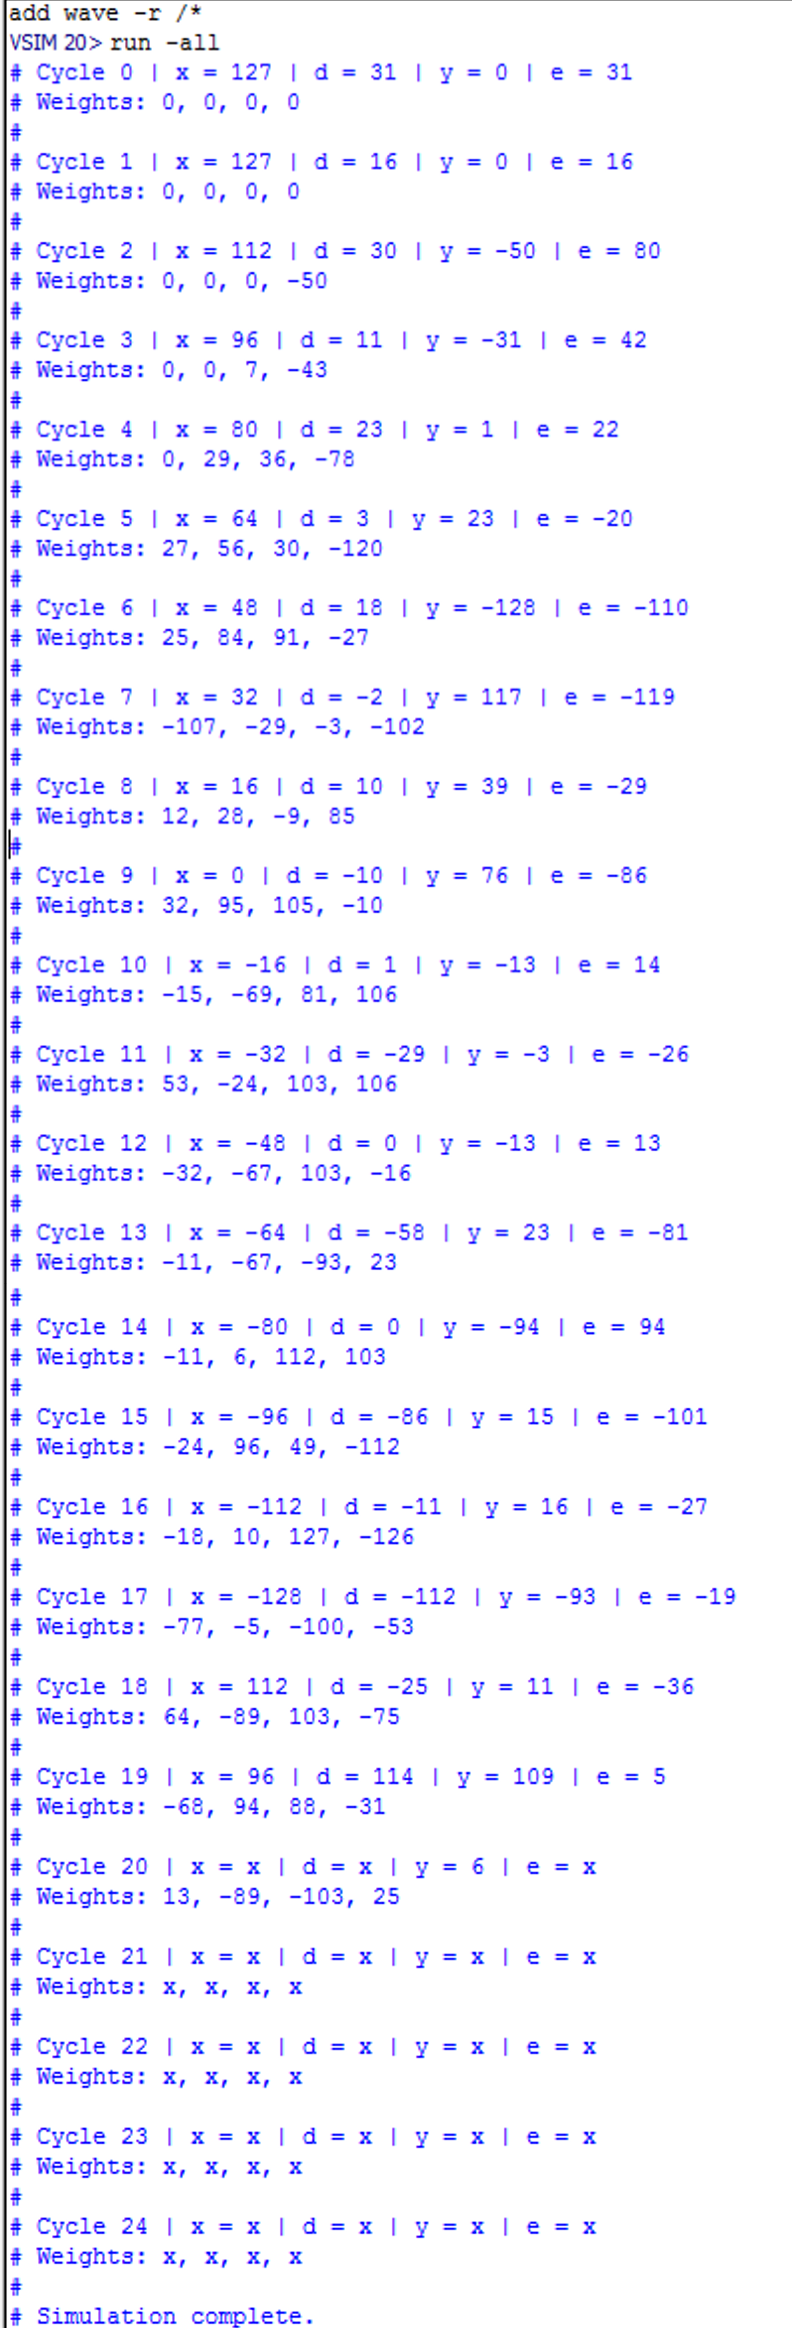 add wave -r /*
VSIM 20> run -all
# Cycle 0 | x = 127 | d = 31 | y = 0 | e = 31
# Weights: 0, 0, 0, 0
#
# Cycle 1 | x = 127 | d = 16 | y = 0 | e = 16
# Weights: 0, 0, 0, 0
#
# Cycle 2 | x = 112 | d = 30 | y = -50 | e = 80
# Weights: 0, 0, 0, -50
#
# Cycle 3 | x = 96 | d = 11 | y = -31 | e = 42
# Weights: 0, 0, 7, -43
#
# Cycle 4 | x = 80 | d = 23 | y = 1 | e = 22
# Weights: 0, 29, 36, -78
#
# Cycle 5 | x = 64 | d = 3 | y = 23 | e = -20
# Weights: 27, 56, 30, -120
#
# Cycle 6 | x = 48 | d = 18 | y = -128 | e = -110
# Weights: 25, 84, 91, -27
#
# Cycle 7 | x = 32 | d = -2 | y = 117 | e = -119
# Weights: -107, -29, -3, -102
#
# Cycle 8 | x = 16 | d = 10 | y = 39 | e = -29
# Weights: 12, 28, -9, 85
#
# Cycle 9 | x = 0 | d = -10 | y = 76 | e = -86
# Weights: 32, 95, 105, -10
#
# Cycle 10 | x = -16 | d = 1 | y = -13 | e = 14
# Weights: -15, -69, 81, 106
#
# Cycle 11 | x = -32 | d = -29 | y = -3 | e = -26
# Weights: 53, -24, 103, 106
#
# Cycle 12 | x = -48 | d = 0 | y = -13 | e = 13
# Weights: -32, -67, 103, -16
#
# Cycle 13 | x = -64 | d = -58 | y = 23 | e = -81
# Weights: -11, -67, -93, 23
#
# Cycle 14 | x = -80 | d = 0 | y = -94 | e = 94
# Weights: -11, 6, 112, 103
#
# Cycle 15 | x = -96 | d = -86 | y = 15 | e = -101
# Weights: -24, 96, 49, -112
#
# Cycle 16 | x = -112 | d = -11 | y = 16 | e = -27
# Weights: -18, 10, 127, -126
#
# Cycle 17 | x = -128 | d = -112 | y = -93 | e = -19
# Weights: -77, -5, -100, -53
#
# Cycle 18 | x = 112 | d = -25 | y = 11 | e = -36
# Weights: 64, -89, 103, -75
#
# Cycle 19 | x = 96 | d = 114 | y = 109 | e = 5
# Weights: -68, 94, 88, -31
#
# Cycle 20 | x = x | d = x | y = 6 | e = x
# Weights: 13, -89, -103, 25
#
# Cycle 21 | x = x | d = x | y = x | e = x
# Weights: x, x, x, x
#
# Cycle 22 | x = x | d = x | y = x | e = x
# Weights: x, x, x, x
#
# Cycle 23 | x = x | d = x | y = x | e = x
# Weights: x, x, x, x
#
# Cycle 24 | x = x | d = x | y = x | e = x
# Weights: x, x, x, x
#
# Simulation complete.